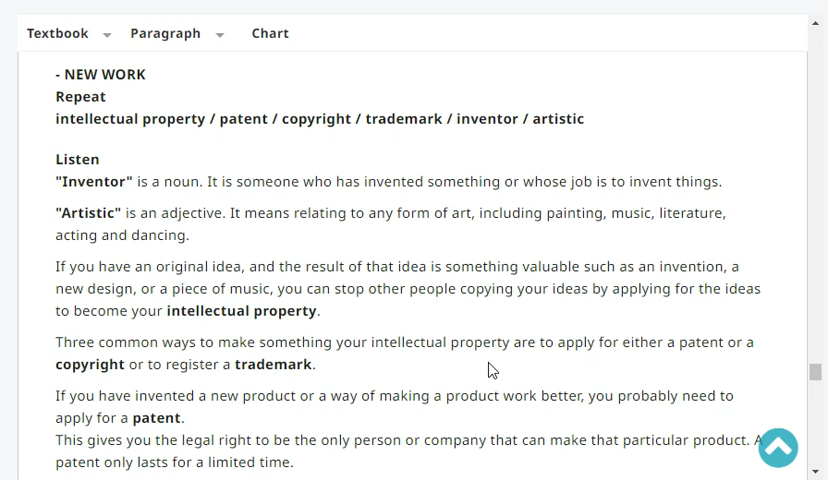 Textbook Paragraph Chart
- NEW WORK
Repeat
intellectual property / patent / copyright / trademark / inventor / artistic
Listen
"Inventor" is a noun. It is someone who has invented something or whose job is to invent things.
"Artistic" is an adjective. It means relating to any form of art, including painting, music, literature,
acting and dancing.
If you have an original idea, and the result of that idea is something valuable such as an invention, a
new design, or a piece of music, you can stop other people copying your ideas by applying for the ideas
to become your intellectual property.
Three common ways to make something your intellectual property are to apply for either a patent or a
copyright or to register a trademark.
If you have invented a new product or a way of making a product work better, you probably need to
apply for a patent.
This gives you the legal right to be the only person or company that can make that particular product. A
patent only lasts for a limited time.